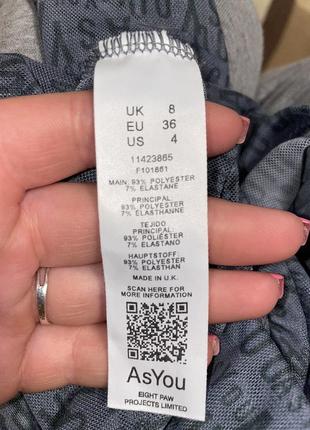 UK 8
EU 36
US 4
11423865
F101861
MAIN: 93% POLYESTER
7% ELASTANE
PRINCIPAL:
93% POLYESTER
7% ÉLASTHANNE
TEJIDO
PRINCIPAL:
93% POLIÉSTER
7% ELASTANO
HAUPTSTOFF:
93% POLYESTER
7% ELASTHAN
MADE IN U.K.
SCAN HERE FOR
MORE INFORMATION
AsYou
EIGHT PAW
PROJECTS LIMITED